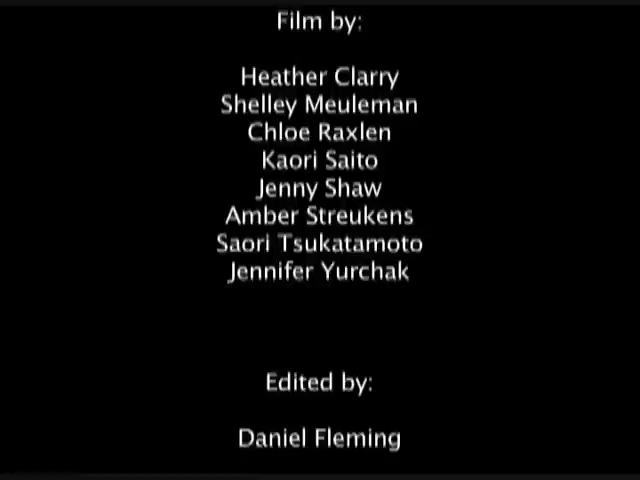 Film by:
Heather Clarry
Shelley Meuleman
Chloe Raxlen
Kaori Saito
Jenny Shaw
Amber Streukens
Saori Tsukatamoto
Jennifer Yurchak
Edited by:
Daniel Fleming